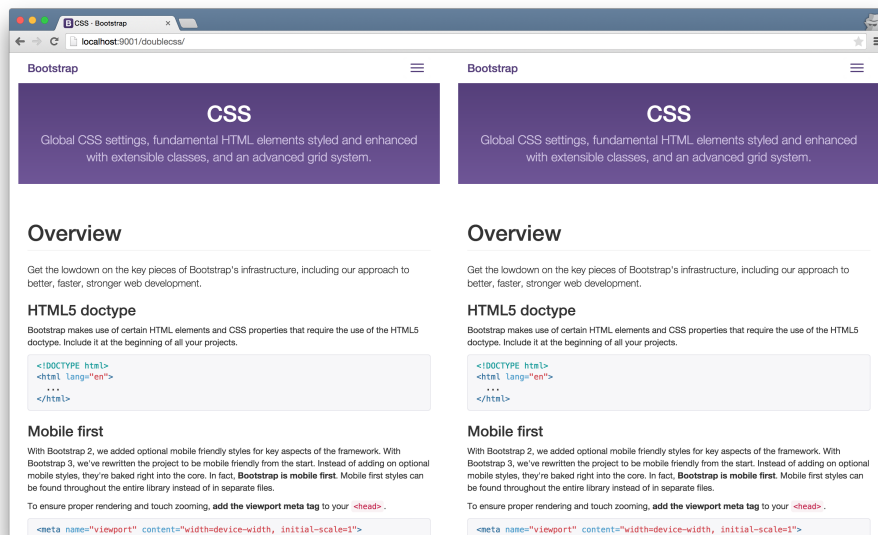 CSS - Bootstrap
localhost:9001/doublecss/
Bootstrap
CSS
Global CSS settings, fundamental HTML elements styled and enhanced
with extensible classes, and an advanced grid system.
Overview
Get the lowdown on the key pieces of Bootstrap's infrastructure, including our approach to
better, faster, stronger web development.
HTML5 doctype
Bootstrap makes use of certain HTML elements and CSS properties that require the use of the HTML5
doctype. Include it at the beginning of all your projects.
<!DOCTYPE html>
<html lang="en">
...
</html>
Mobile first
With Bootstrap 2, we added optional mobile friendly styles for key aspects of the framework. With
Bootstrap 3, we've rewritten the project to be mobile friendly from the start. Instead of adding on optional
mobile styles, they're baked right into the core. In fact, Bootstrap is mobile first. Mobile first styles can
be found throughout the entire library instead of in separate files.
To ensure proper rendering and touch zooming, add the viewport meta tag to your <head> .
<meta name="viewport" content="width=device-width, initial-scale=1">
Bootstrap
CSS
Global CSS settings, fundamental HTML elements styled and enhanced
with extensible classes, and an advanced grid system.
Overview
Get the lowdown on the key pieces of Bootstrap's infrastructure, including our approach to
better, faster, stronger web development.
HTML5 doctype
Bootstrap makes use of certain HTML elements and CSS properties that require the use of the HTML5
doctype. Include it at the beginning of all your projects.
<!DOCTYPE html>
<html lang="en">
...
</html>
Mobile first
With Bootstrap 2, we added optional mobile friendly styles for key aspects of the framework. With
Bootstrap 3, we've rewritten the project to be mobile friendly from the start. Instead of adding on optional
mobile styles, they're baked right into the core. In fact, Bootstrap is mobile first. Mobile first styles can
be found throughout the entire library instead of in separate files.
To ensure proper rendering and touch zooming, add the viewport meta tag to your <head> .
<meta name="viewport" content="width=device-width, initial-scale=1">